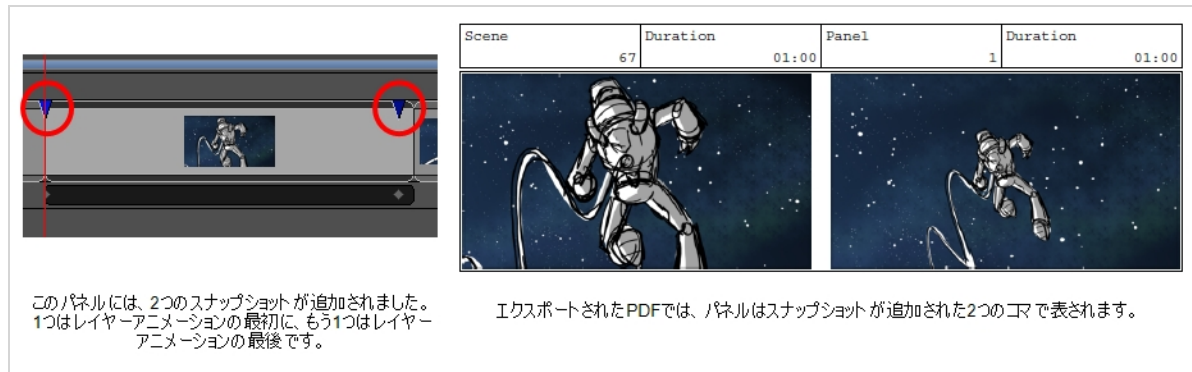 Scene Duration Panel Duration
67 01:00 1 01:00
このパネルには、2つのスナップショットが追加されました。
1つはレイヤーアニメーションの最初に、もう1つはレイヤー
アニメーションの最後です。
エクスポートされたPDFでは、パネルはスナップショットが追加された2つのコマで表されます。